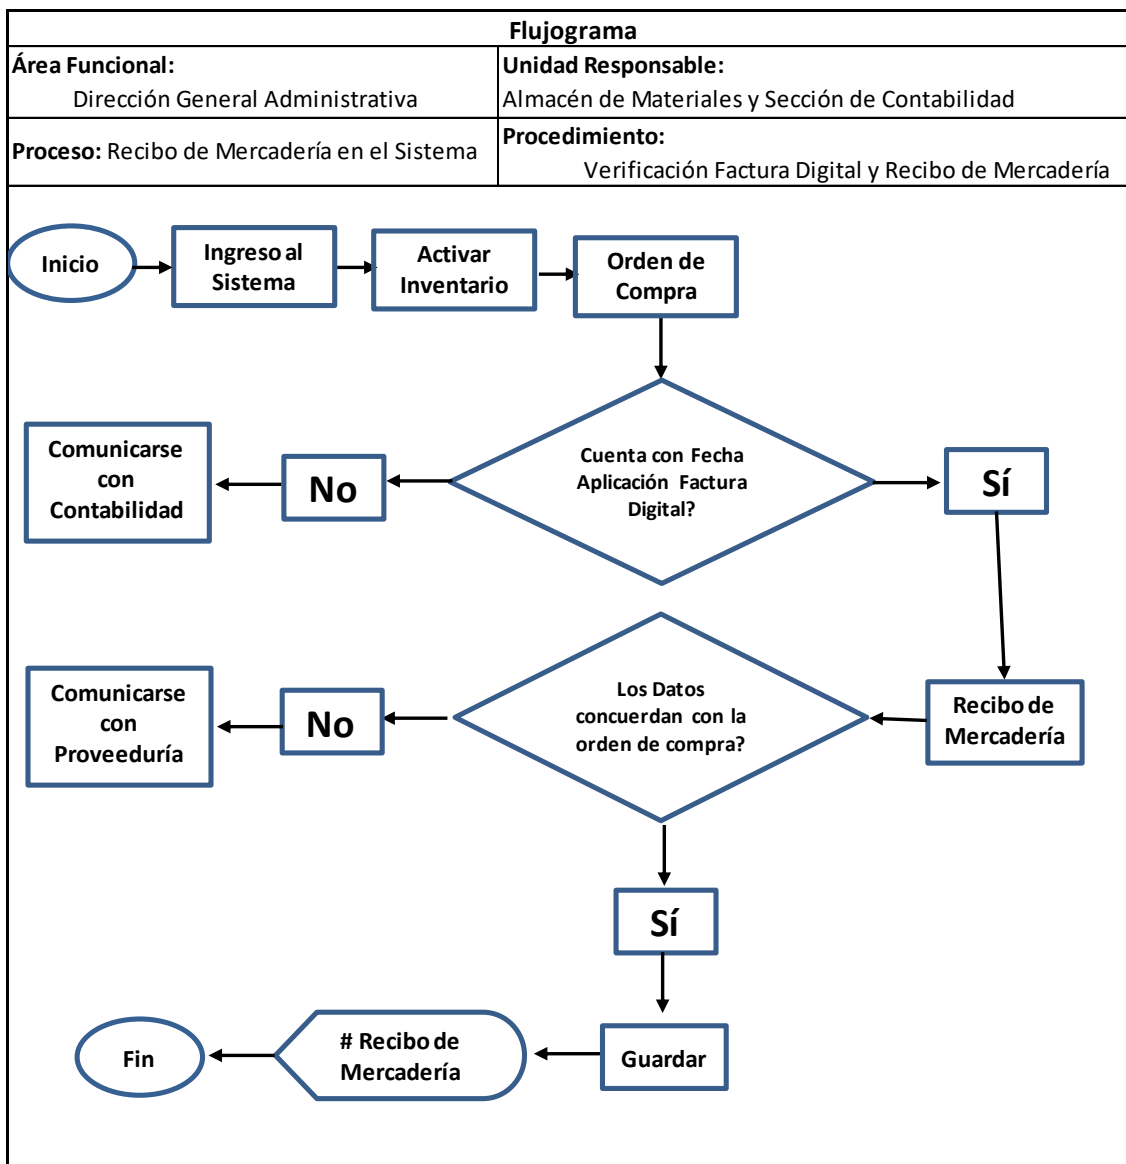 Flujograma
Área Funcional:
Dirección General Administrativa
Unidad Responsable:
Almacén de Materiales y Sección de Contabilidad
Proceso: Recibo de Mercadería en el Sistema
Procedimiento:
Verificación Factura Digital y Recibo de Mercadería
Inicio
Ingreso al
Sistema
Activar
Inventario
Orden de
Compra
Cuenta con Fecha
Aplicación Factura
Digital?
No
Comunicarse
con
Contabilidad
Sí
Recibo de
Mercadería
Los Datos
concuerdan con la
orden de compra?
No
Comunicarse
con
Proveeduría
Sí
Guardar
# Recibo de
Mercadería
Fin